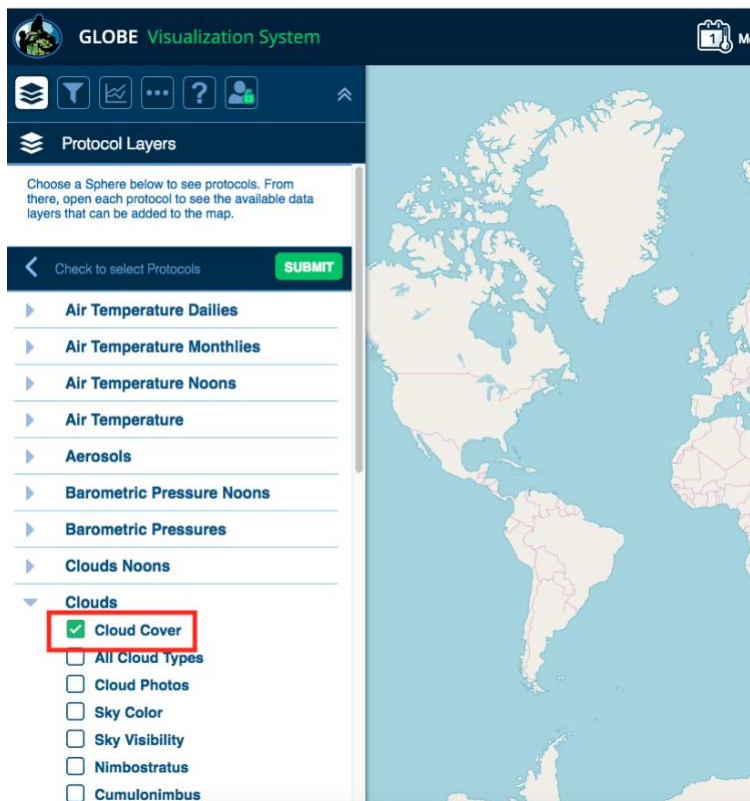 GLOBE Visualization System
1
Protocol Layers
Choose a Sphere below to see protocols. From
there, open each protocol to see the available data
layers that can be added to the map.
Check to select Protocols
SUBMIT
Air Temperature Dailies
Air Temperature Monthlies
Air Temperature Noons
Air Temperature
Aerosols
Barometric Pressure Noons
Barometric Pressures
Clouds Noons
Clouds
Cloud Cover
All Cloud Types
Cloud Photos
Sky Color
Sky Visibility
Nimbostratus
Cumulonimbus